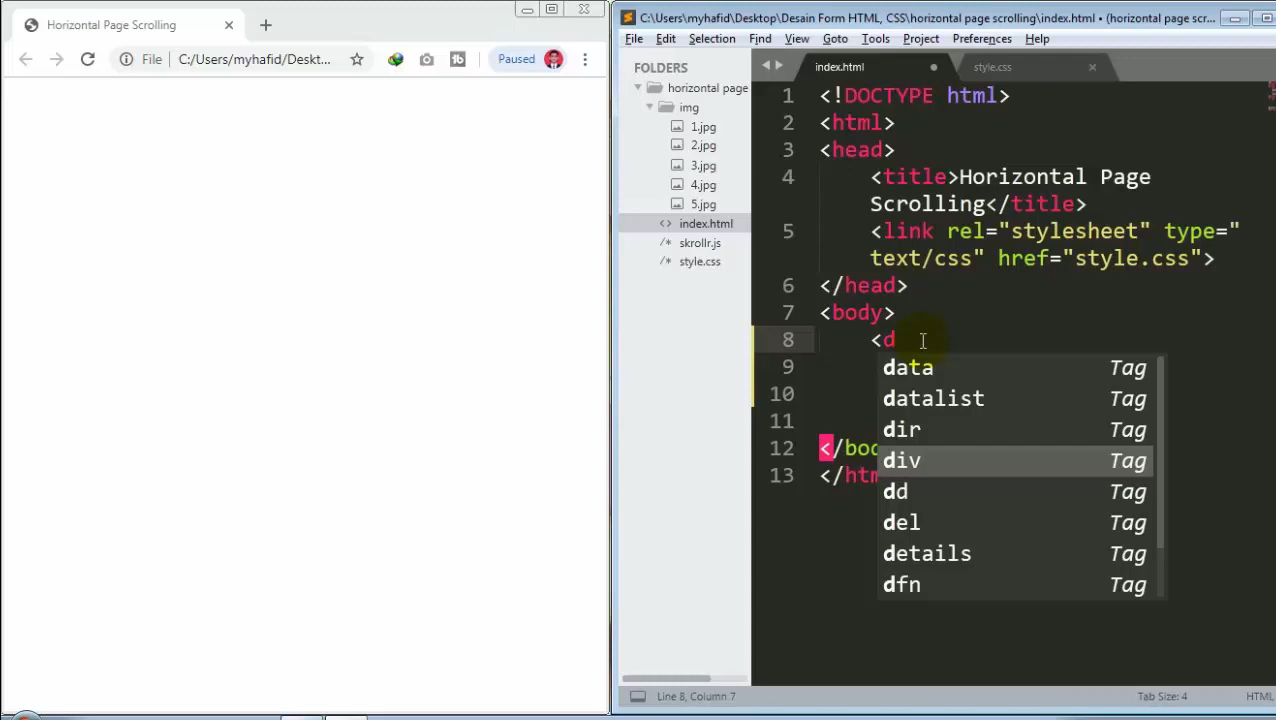 Horizontal Page Scrolling
File C:/Users/myhafid/Deskt...
Paused
C:\Users\myhafid\Desktop\Desain Form HTML, CSS\horizontal page scrolling\index.html • (horizontal page scr...
File Edit Selection Find View Goto Tools Project Preferences Help
FOLDERS
horizontal page
img
1.jpg
2.jpg
3.jpg
4.jpg
5.jpg
index.html
skrollr.js
style.css
index.html
style.css
1 <!DOCTYPE html>
2 <html>
3 <head>
4 <title>Horizontal Page
Scrolling</title>
5 <link rel="stylesheet" type="
text/css" href="style.css">
6 </head>
7 <body>
8 <d
9
10
11
12 </bod
13 </htm
data Tag
datalist Tag
dir Tag
div Tag
dd Tag
del Tag
details Tag
dfn Tag
Line 8, Column 7
Tab Size: 4
HTML